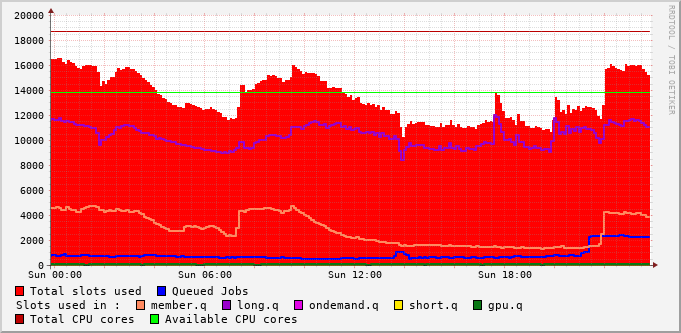 20000
18000
16000
14000
12000
10000
8000
6000
4000
2000
0
Sun 00:00 Sun 06:00 Sun 12:00 Sun 18:00
RRDTOOL / TOBI OETIKER
Total slots used Queued Jobs
Slots used in : member.q long.q ondemand.q short.q gpu.q
Total CPU cores Available CPU cores